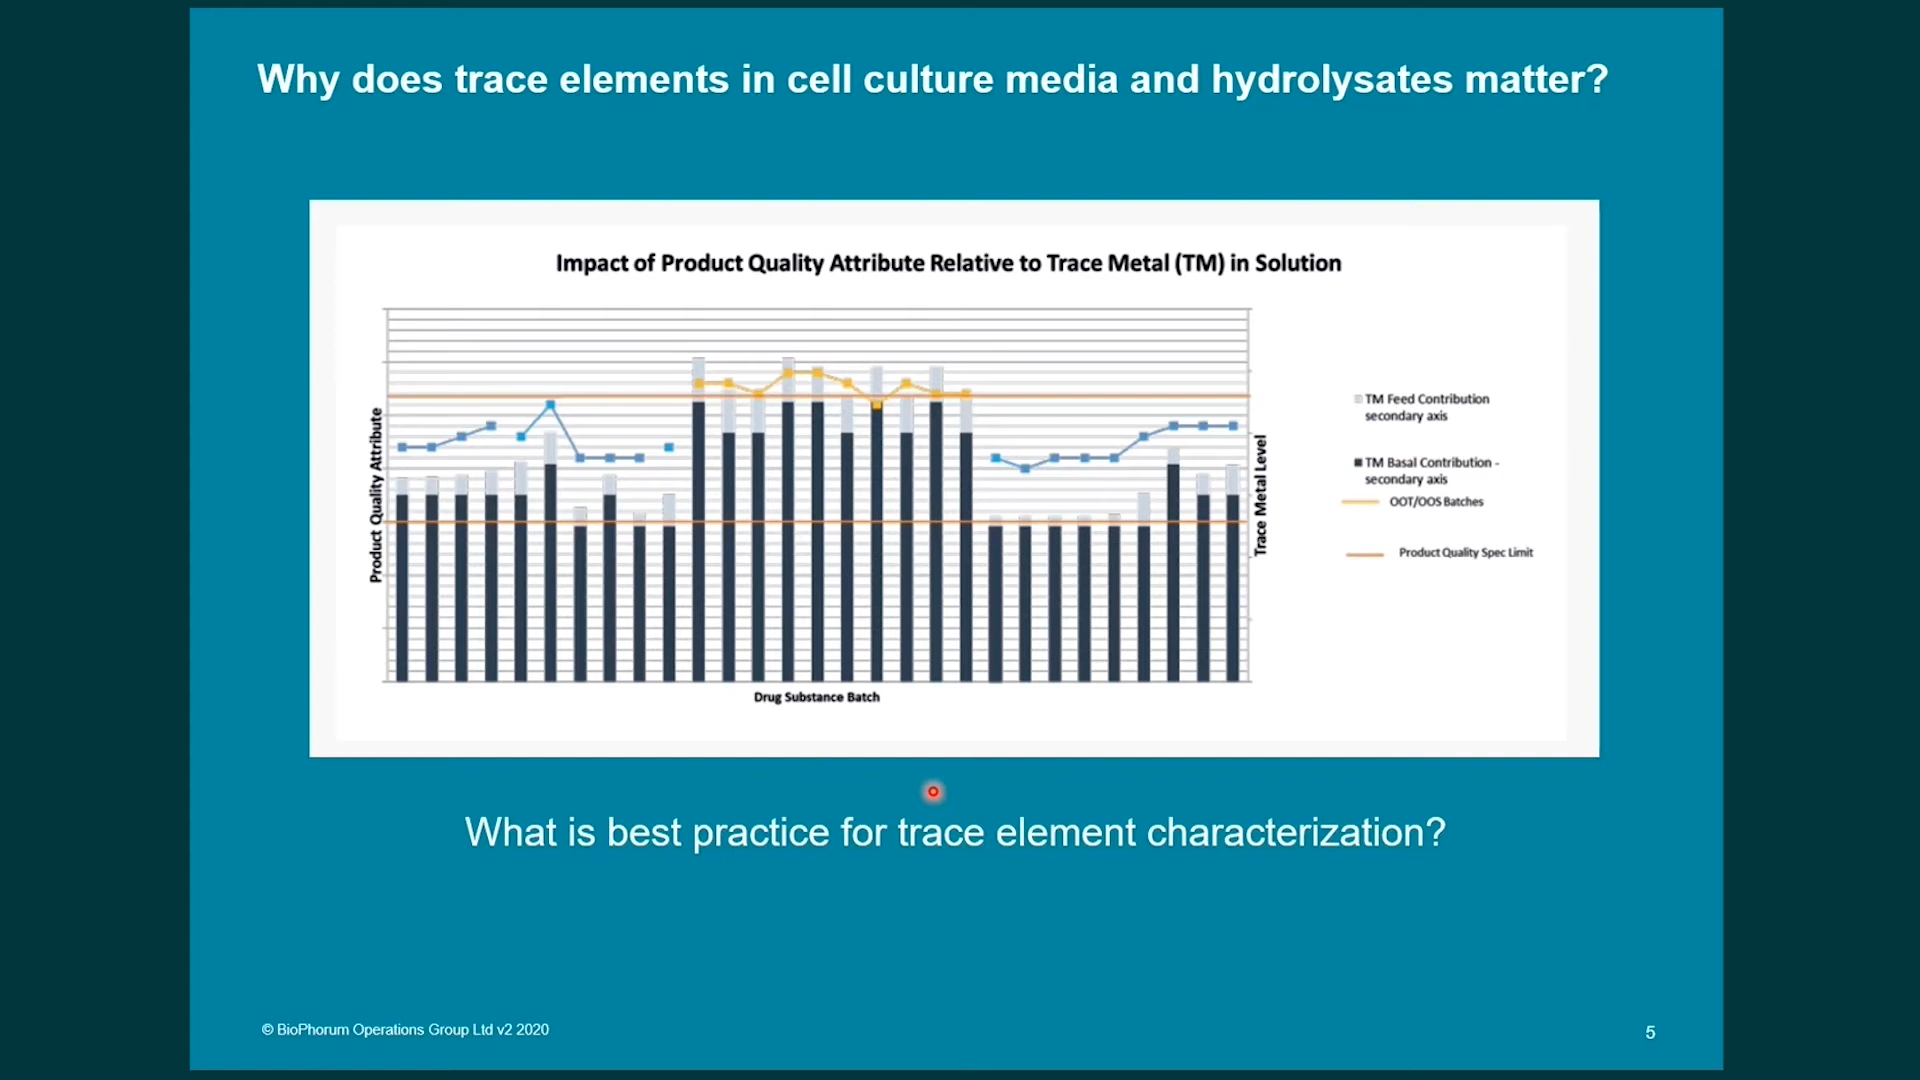 Why does trace elements in cell culture media and hydrolysates matter?
Impact of Product Quality Attribute Relative to Trace Metal (TM) in Solution
Product Quality Attribute
Trace Metal Level
TM Feed Contribution
secondary axis
TM Basal Contribution -
secondary axis
OOT/OOS Batches
Product Quality Spec Limit
Drug Substance Batch
What is best practice for trace element characterization?
© BioPhorum Operations Group Ltd v2 2020
5